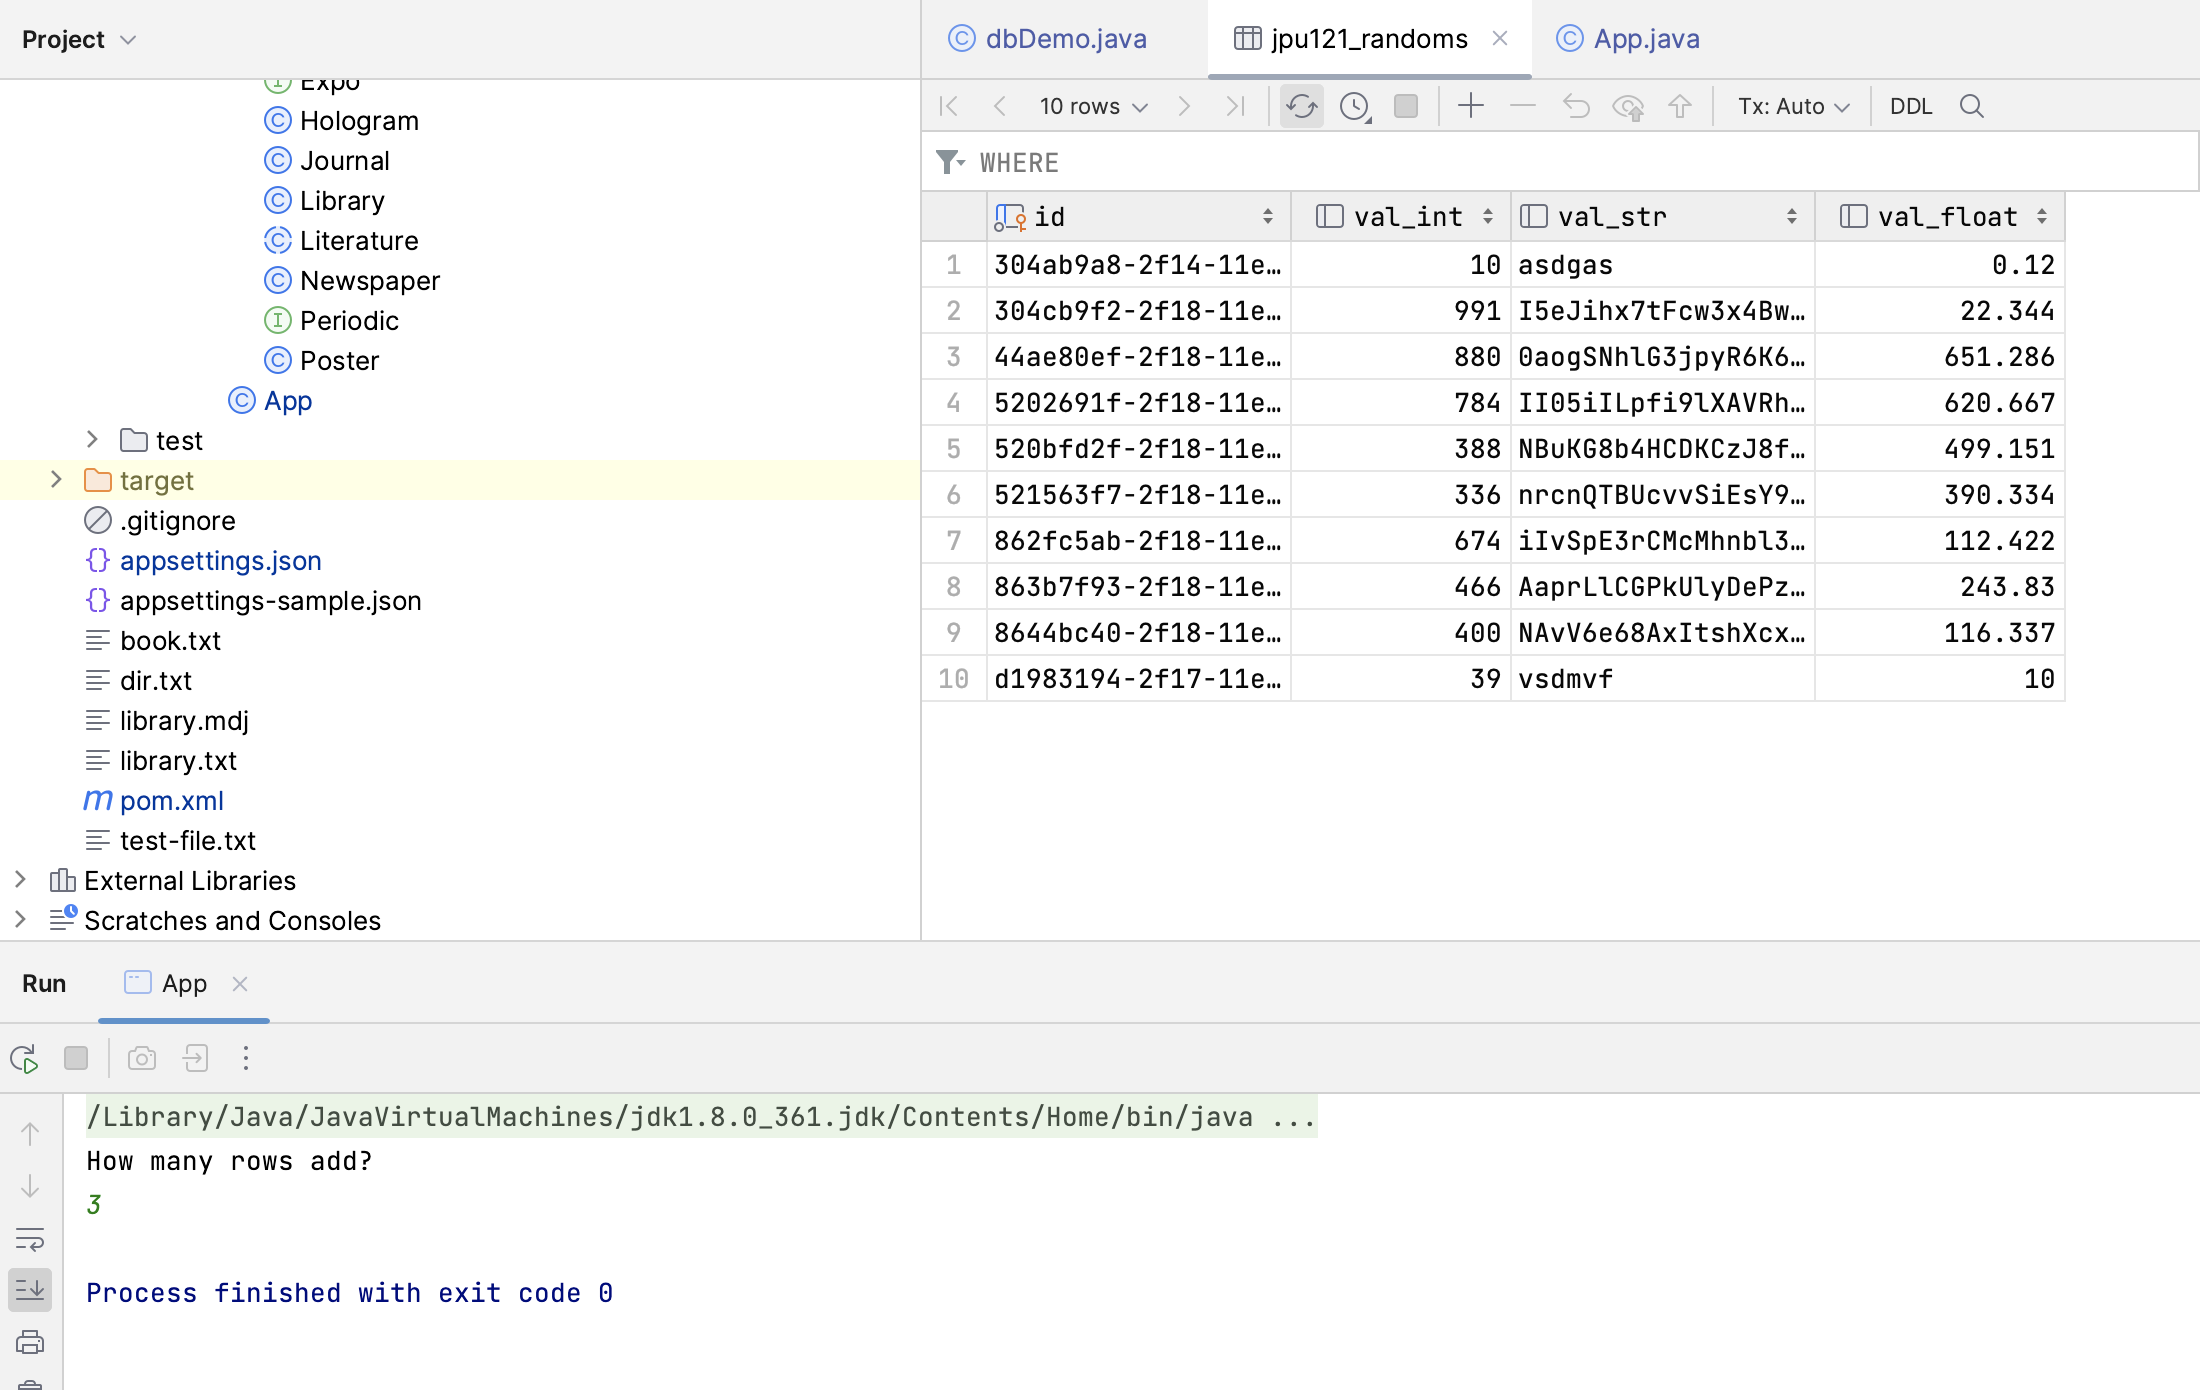 Project
Expo
Hologram
Journal
Library
Literature
Newspaper
Periodic
Poster
App
test
target
.gitignore
appsettings.json
appsettings-sample.json
book.txt
dir.txt
library.mdj
library.txt
pom.xml
test-file.txt
External Libraries
Scratches and Consoles
dbDemo.java jpu121_randoms App.java
10 rows Tx: Auto DDL
WHERE
id val_int val_str val_float
1 304ab9a8-2f14-11e… 10 asdgas 0.12
2 304cb9f2-2f18-11e… 991 I5eJihx7tFcw3x4Bw… 22.344
3 44ae80ef-2f18-11e… 880 0aogSNhlG3jpyR6K6… 651.286
4 5202691f-2f18-11e… 784 II05iILpfi9lXAVRh… 620.667
5 520bfd2f-2f18-11e… 388 NBuKG8b4HCDKCzJ8f… 499.151
6 521563f7-2f18-11e… 336 nrcnQTBUcvvSiEsY9… 390.334
7 862fc5ab-2f18-11e… 674 iIvSpE3rCMcMhnbl3… 112.422
8 863b7f93-2f18-11e… 466 AaprLlCGPkUlyDePz… 243.83
9 8644bc40-2f18-11e… 400 NAvV6e68AxItshXcx… 116.337
10 d1983194-2f17-11e… 39 vsdmvf 10
Run App
/Library/Java/JavaVirtualMachines/jdk1.8.0_361.jdk/Contents/Home/bin/java ...
How many rows add?
3
Process finished with exit code 0